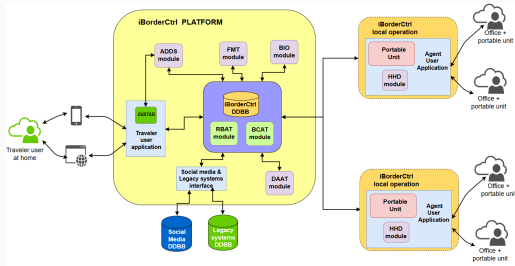 iBorderCtrl PLATFORM
ADDS
module
FMT
module
BIO
module
AVATAR
Traveler
user
application
Traveler user
at home
iBorderCtrl
DDBB
RBAT
module
BCAT
module
Social media &
Legacy systems
interface
DAAT
module
Social
Media
DDBB
Legacy
systems
DDBB
iBorderCtrl
local operation
Portable
Unit
HHD
module
Agent
User
Application
Office +
portable unit
Office +
portable unit
iBorderCtrl
local operation
Portable
Unit
HHD
module
Agent
User
Application
Office +
portable unit
Office +
portable unit